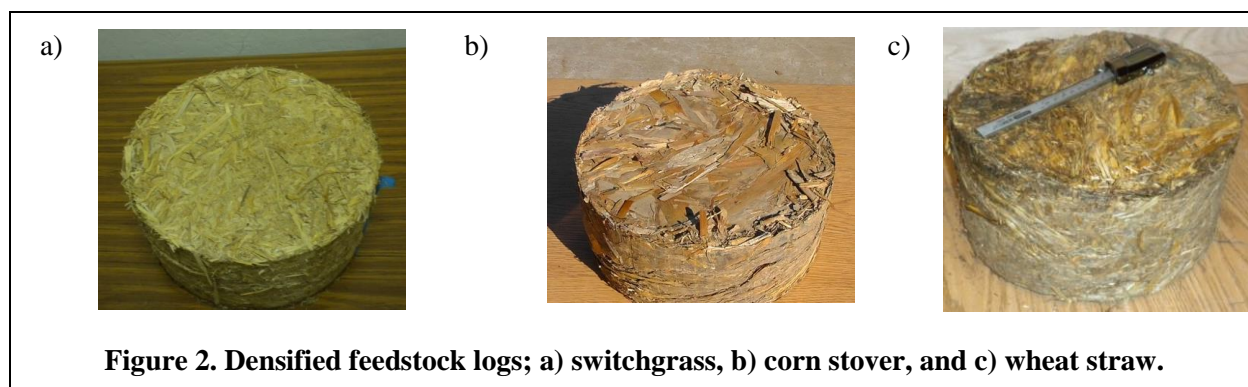 a)
b)
c)
Figure 2. Densified feedstock logs; a) switchgrass, b) corn stover, and c) wheat straw.